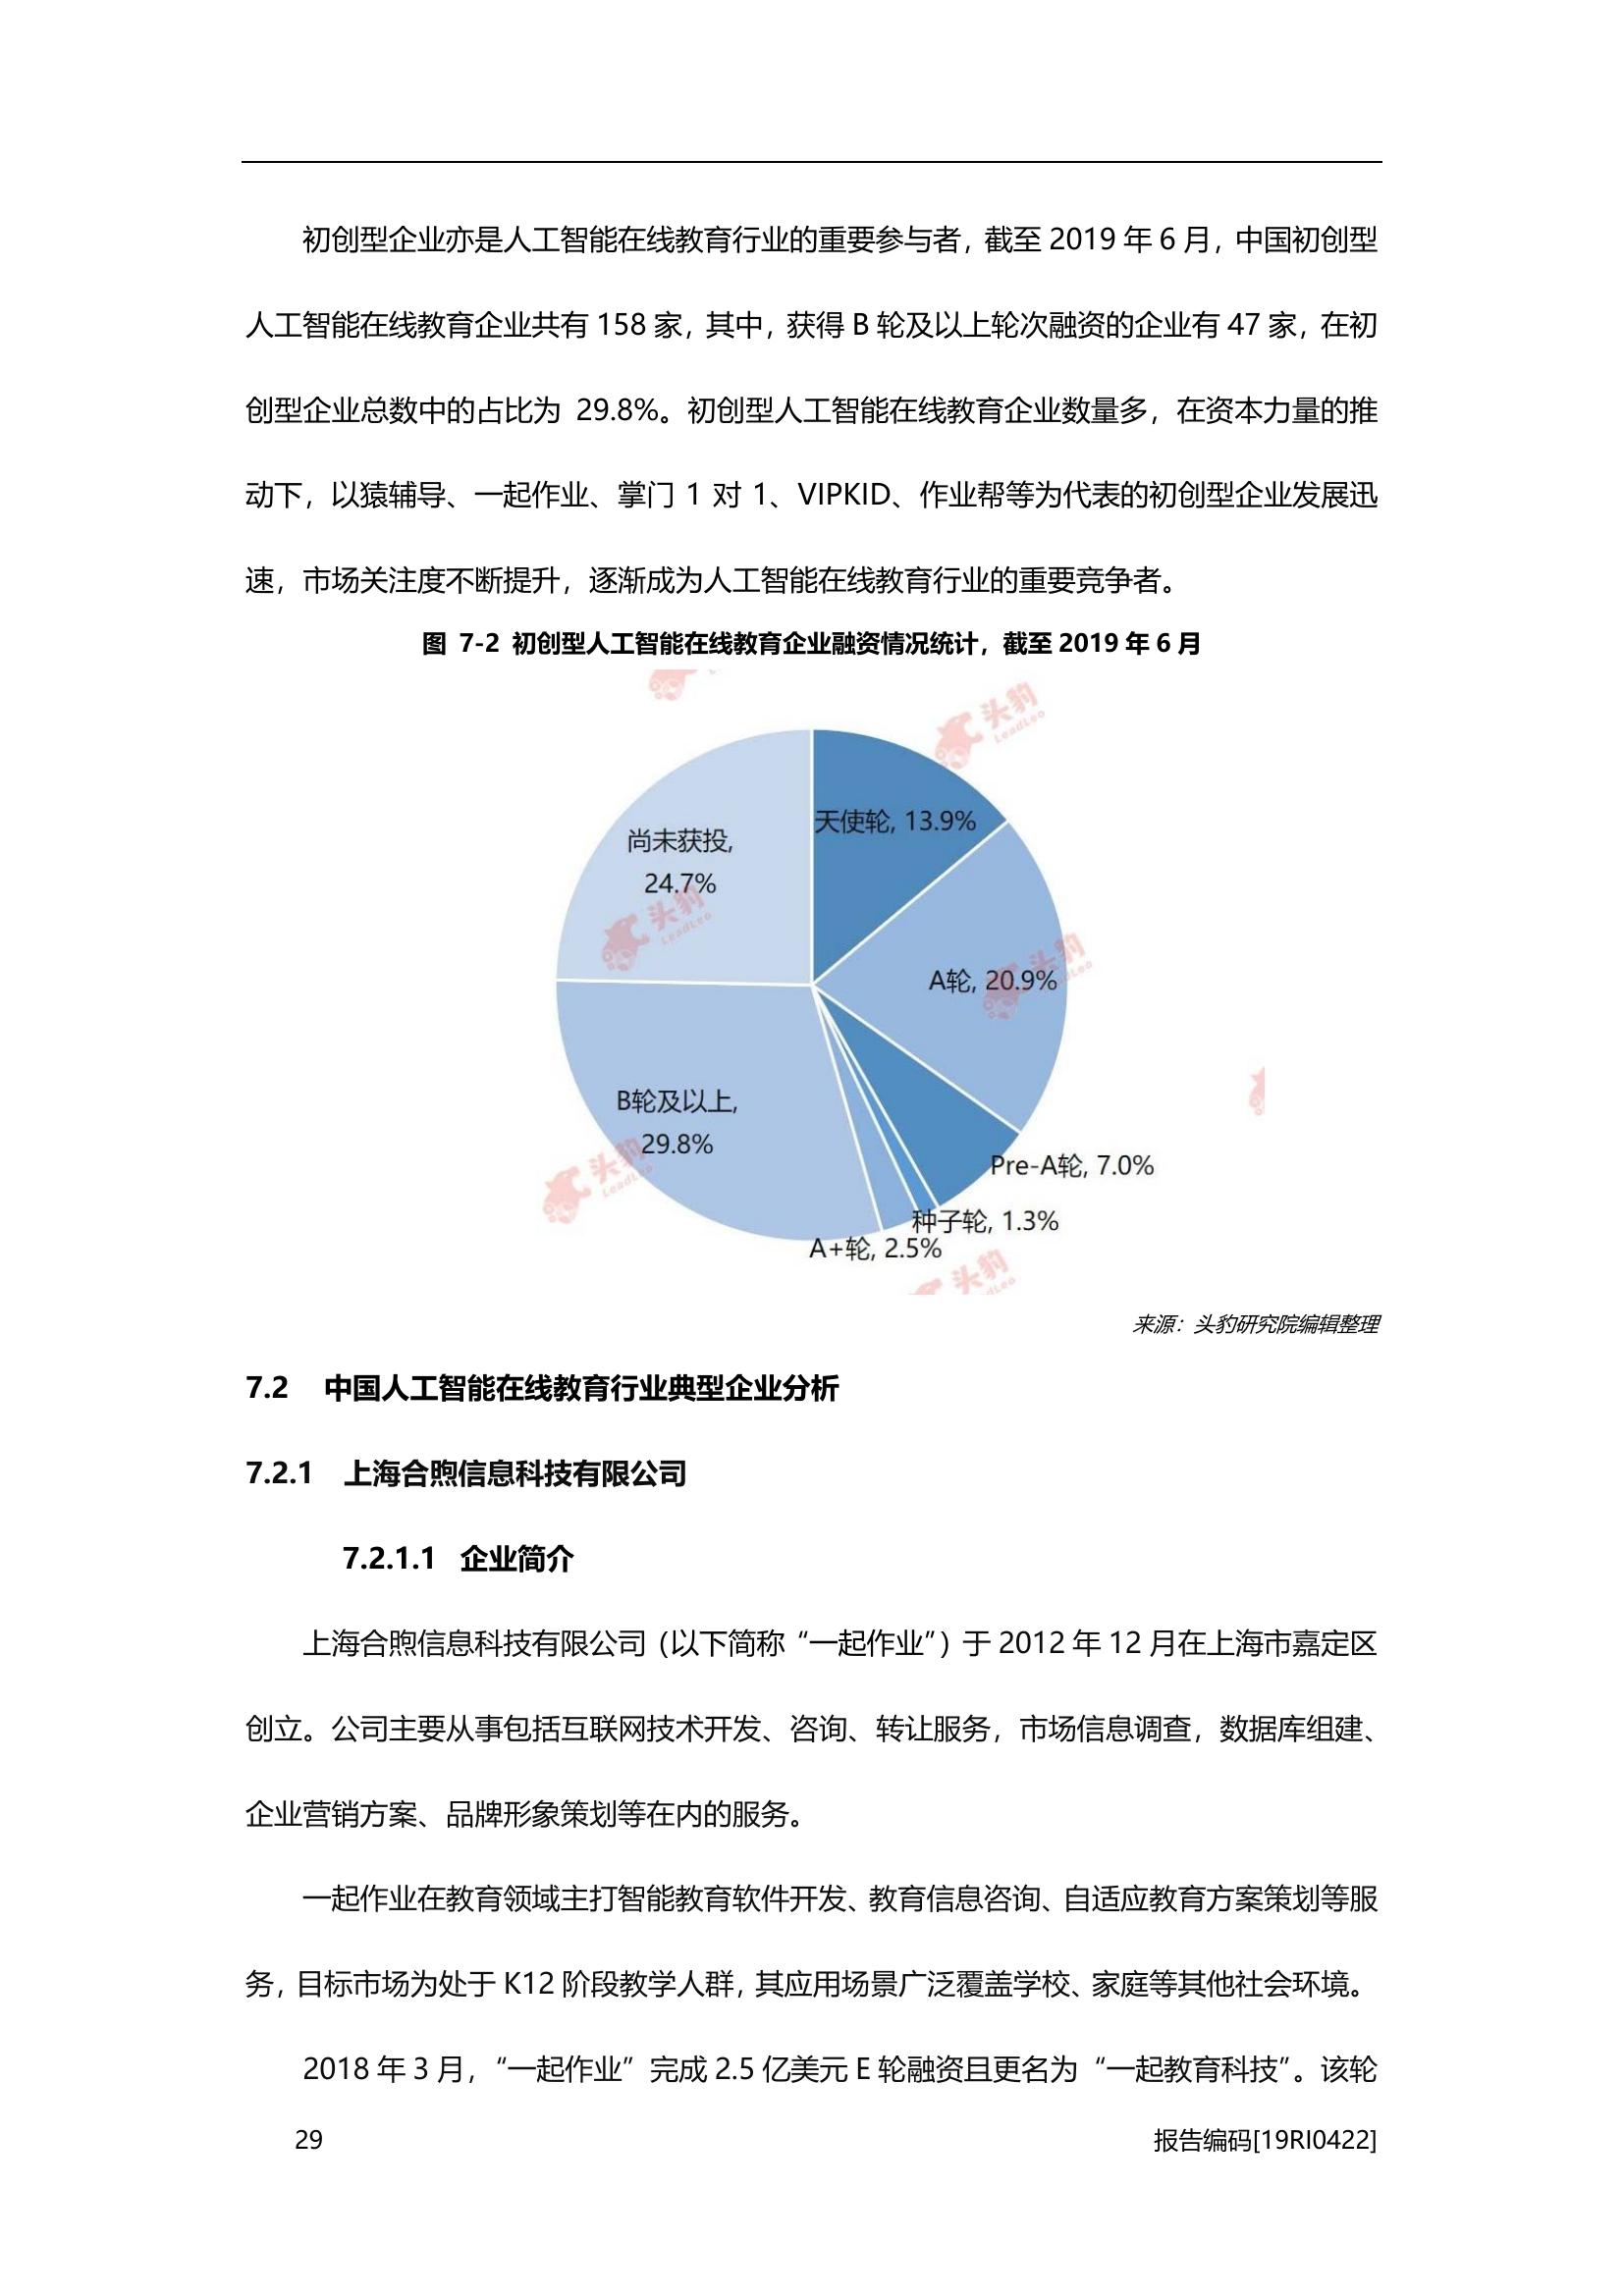 初创型企业亦是人工智能在线教育行业的重要参与者，截至 2019 年 6 月，中国初创型
人工智能在线教育企业共有 158 家，其中，获得 B 轮及以上轮次融资的企业有 47 家，在初
创型企业总数中的占比为 29.8%。初创型人工智能在线教育企业数量多，在资本力量的推
动下，以猿辅导、一起作业、掌门 1 对 1、VIPKID、作业帮等为代表的初创型企业发展迅
速，市场关注度不断提升，逐渐成为人工智能在线教育行业的重要竞争者。
图 7-2 初创型人工智能在线教育企业融资情况统计，截至 2019 年 6 月
头豹
LeadLeo
天使轮, 13.9%
尚未获投,
24.7%
头豹
LeadLeo
头豹
LeadLeo
A轮, 20.9%
B轮及以上,
29.8%
头豹
LeadLeo
Pre-A轮, 7.0%
种子轮, 1.3%
A+轮, 2.5%
头豹
LeadLeo
来源：头豹研究院编辑整理
7.2 中国人工智能在线教育行业典型企业分析
7.2.1 上海合煦信息科技有限公司
7.2.1.1 企业简介
上海合煦信息科技有限公司（以下简称“一起作业”）于 2012 年 12 月在上海市嘉定区
创立。公司主要从事包括互联网技术开发、咨询、转让服务，市场信息调查，数据库组建、
企业营销方案、品牌形象策划等在内的服务。
一起作业在教育领域主打智能教育软件开发、教育信息咨询、自适应教育方案策划等服
务，目标市场为处于 K12 阶段教学人群，其应用场景广泛覆盖学校、家庭等其他社会环境。
2018 年 3 月，“一起作业”完成 2.5 亿美元 E 轮融资且更名为“一起教育科技”。该轮
29 报告编码[19RI0422]